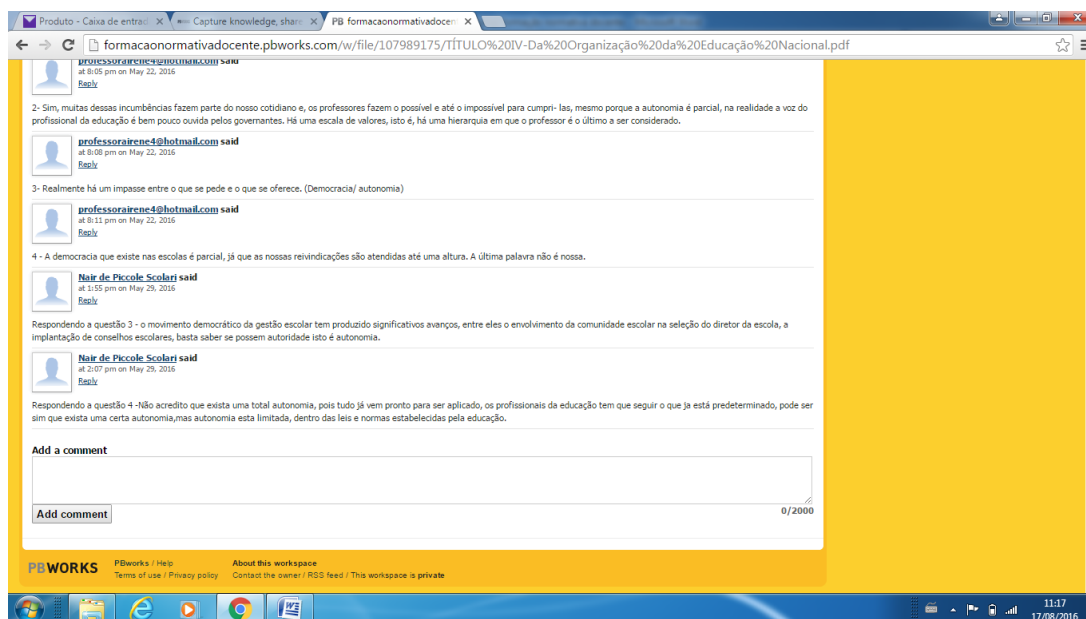 Produto - Caixa de entrad
Capture knowledge, share
PB formacaonormativadocen
formacaonormativadocente.pbworks.com/w/file/107989175/TÍTULO%20IV-Da%20Organização%20da%20Educação%20Nacional.pdf
professorairene4@hotmail.com said
at 8:05 pm on May 22, 2016
Reply
2- Sim, muitas dessas incumbências fazem parte do nosso cotidiano e, os professores fazem o possível e até o impossível para cumpri- las, mesmo porque a autonomia é parcial, na realidade a voz do
profissional da educação é bem pouco ouvida pelos governantes. Há uma escala de valores, isto é, há uma hierarquia em que o professor é o último a ser considerado.
professorairene4@hotmail.com said
at 8:08 pm on May 22, 2016
Reply
3- Realmente há um impasse entre o que se pede e o que se oferece. (Democracia/ autonomia)
professorairene4@hotmail.com said
at 8:11 pm on May 22, 2016
Reply
4 - A democracia que existe nas escolas é parcial, já que as nossas reivindicações são atendidas até uma altura. A última palavra não é nossa.
Nair de Piccole Scolari said
at 1:55 pm on May 29, 2016
Reply
Respondendo a questão 3 - o movimento democrático da gestão escolar tem produzido significativos avanços, entre eles o envolvimento da comunidade escolar na seleção do diretor da escola, a
implantação de conselhos escolares, basta saber se possem autoridade isto é autonomia.
Nair de Piccole Scolari said
at 2:07 pm on May 29, 2016
Reply
Respondendo a questão 4 -Não acredito que exista uma total autonomia, pois tudo já vem pronto para ser aplicado, os profissionais da educação tem que seguir o que ja está predeterminado, pode ser
sim que exista uma certa autonomia,mas autonomia esta limitada, dentro das leis e normas estabelecidas pela educação.
Add a comment
Add comment
0/2000
PBWORKS
PBworks / Help
Terms of use / Privacy policy
About this workspace
Contact the owner / RSS feed / This workspace is private
11:17
17/08/2016